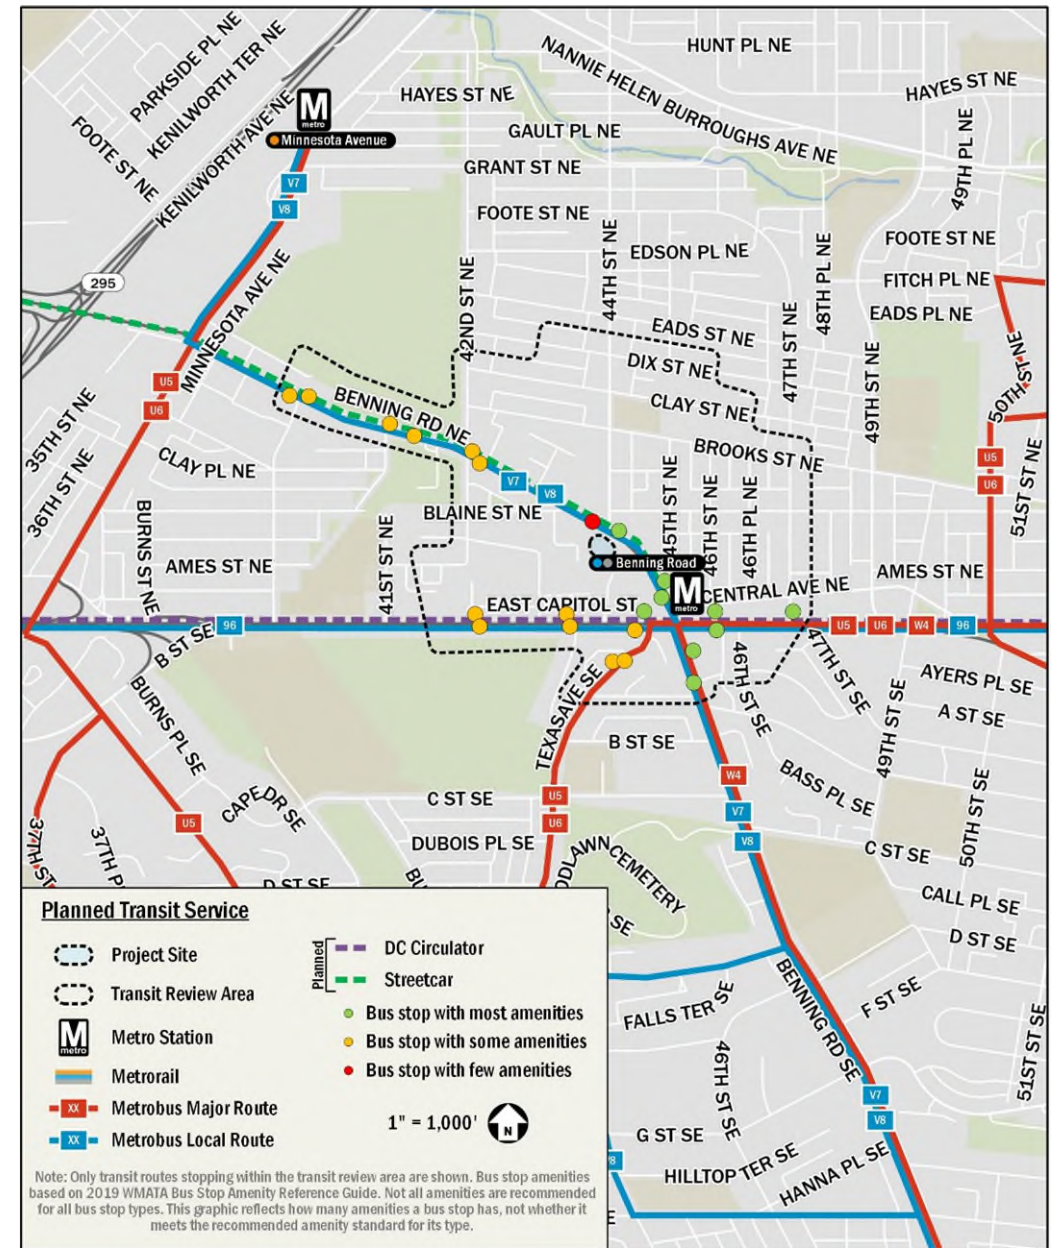 PARKSIDE PL NE
KENILWORTH TER NE
KENILWORTH AVE NE
FOOTE ST NE
M
metro
Minnesota Avenue
HAYES ST NE
NANNIE HELEN BURROUGHS AVE NE
HUNT PL NE
HAYES ST NE
GAULT PL NE
GRANT ST NE
49TH PL NE
V7
V8
FOOTE ST NE
44TH ST NE
EDSON PL NE
48TH PL NE
FOOTE ST NE
FITCH PL NE
295
MINNESOTA AVE NE
42ND ST NE
EADS ST NE
47TH ST NE
EADS PL NE
DIX ST NE
49TH ST NE
50TH ST NE
U5
U6
BENNING RD NE
CLAY ST NE
35TH ST NE
36TH ST NE
CLAY PL NE
BROOKS ST NE
U5
U6
51ST ST NE
V7
V8
BURNS ST NE
BLAINE ST NE
45TH ST NE
46TH ST NE
46TH PL NE
41ST ST NE
AMES ST NE
Benning Road
M
metro
CENTRAL AVE NE
AMES ST NE
EAST CAPITOL ST
B ST SE
96
U5
U6
W4
96
47TH ST SE
AYERS PL SE
BURNS PL SE
TEXAS AVE SE
46TH ST SE
49TH ST SE
A ST SE
B ST SE
BASS PL SE
W4
V7
V8
50TH ST SE
CAPE DR SE
C ST SE
U5
U6
U5
DUBOIS PL SE
37TH ST
37TH P
C ST SE
ODLAWN CEMETERY
D ST SE
BU
CALL PL SE
D ST SE
SE
BENNING RD SE
FALLS TER SE
F ST SE
46TH ST SE
51ST ST SE
V7
V8
G ST SE
HILLTOP TER SE
HANNA PL SE
Planned Transit Service
Project Site
Transit Review Area
M
metro
Metro Station
Metrorail
XX
Metrobus Major Route
XX
Metrobus Local Route
Planned
DC Circulator
Streetcar
Bus stop with most amenities
Bus stop with some amenities
Bus stop with few amenities
1" = 1,000'
N
Note: Only transit routes stopping within the transit review area are shown. Bus stop amenities
based on 2019 WMATA Bus Stop Amenity Reference Guide. Not all amenities are recommended
for all bus stop types. This graphic reflects how many amenities a bus stop has, not whether it
meets the recommended amenity standard for its type.